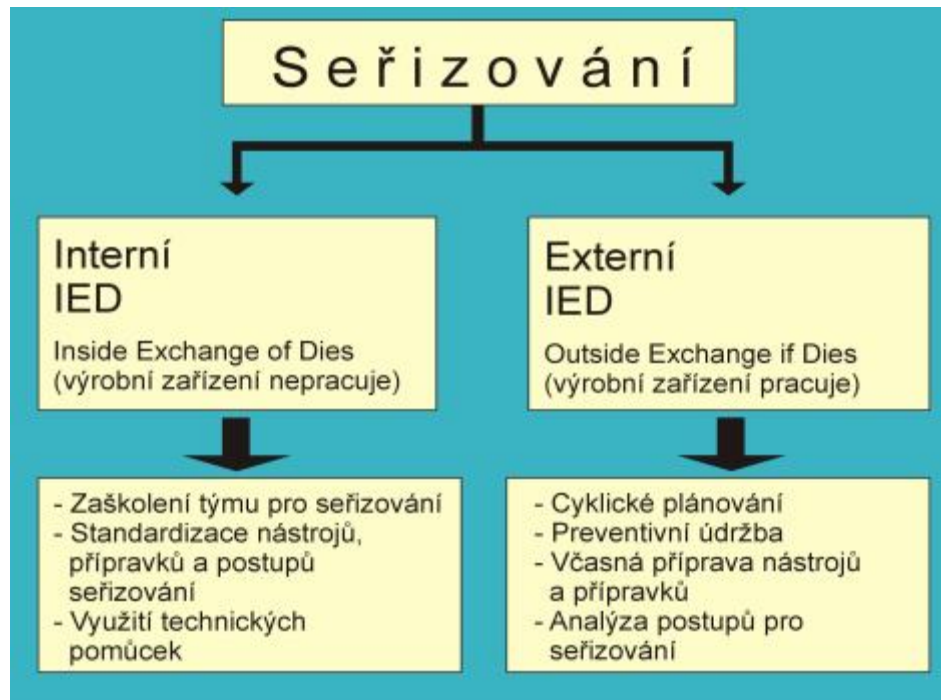 Seřizování
Interní
IED
Inside Exchange of Dies
(výrobní zařízení nepracuje)
Externí
IED
Outside Exchange if Dies
(výrobní zařízení pracuje)
- Zaškolení týmu pro seřizování
- Standardizace nástrojů,
přípravků a postupů
seřizování
- Využití technických
pomůcek
- Cyklické plánování
- Preventivní údržba
- Včasná příprava nástrojů
a přípravků
- Analýza postupů pro
seřizování